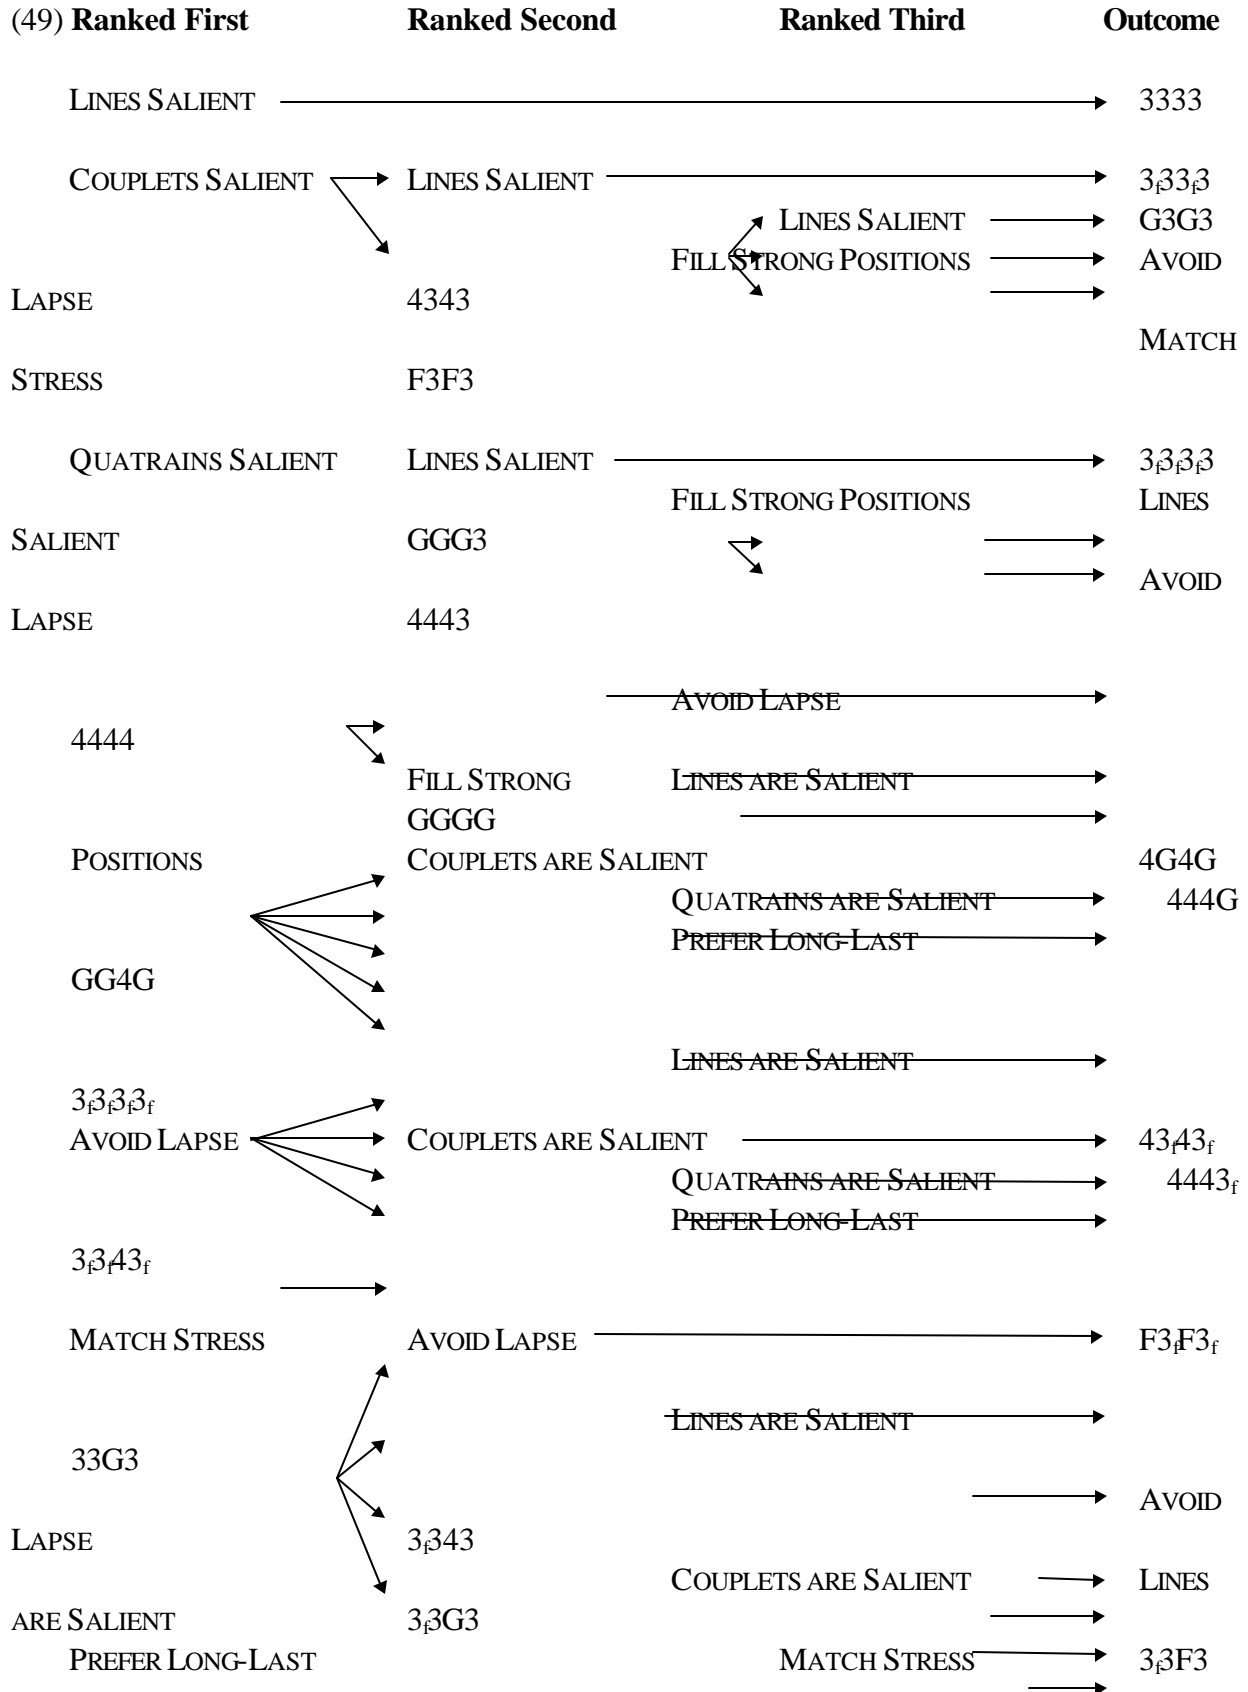 (49) Ranked First Ranked Second Ranked Third Outcome
LINES SALIENT 3333
COUPLETS SALIENT LINES SALIENT 3f33f3
LINES SALIENT G3G3
FILL STRONG POSITIONS AVOID
LAPSE 4343
MATCH
STRESS F3F3
QUATRAINS SALIENT LINES SALIENT 3f3f3f3
FILL STRONG POSITIONS LINES
SALIENT GGG3
AVOID
LAPSE 4443
AVOID LAPSE
4444
FILL STRONG LINES ARE SALIENT
GGGG
POSITIONS COUPLETS ARE SALIENT 4G4G
QUATRAINS ARE SALIENT 444G
PREFER LONG-LAST
GG4G
LINES ARE SALIENT
3f3f3f3f
AVOID LAPSE COUPLETS ARE SALIENT 43f43f
QUATRAINS ARE SALIENT 4443f
PREFER LONG-LAST
3f3f43f
MATCH STRESS AVOID LAPSE F3fF3f
LINES ARE SALIENT
33G3
AVOID
LAPSE 3f343
COUPLETS ARE SALIENT LINES
ARE SALIENT 3f3G3
PREFER LONG-LAST MATCH STRESS 3f3F3